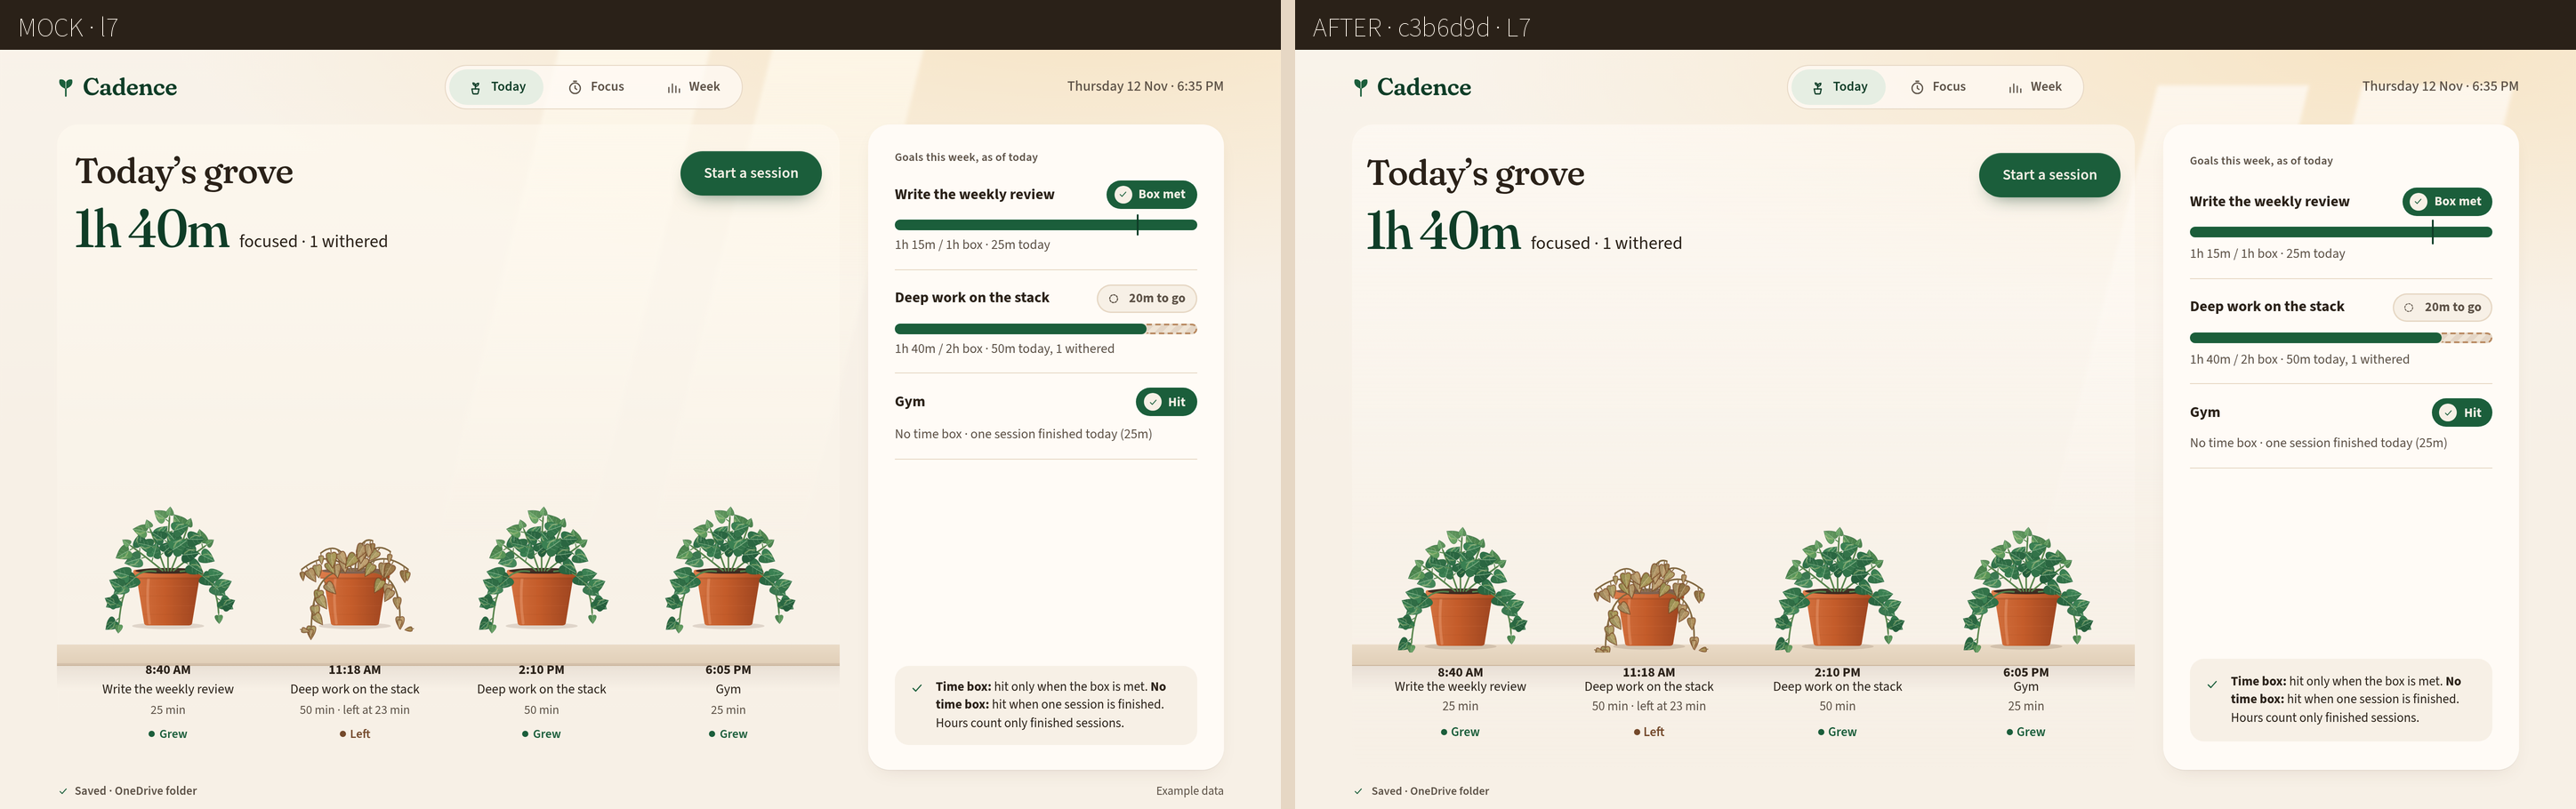 MOCK · l7
Cadence
Today
Focus
Week
Thursday 12 Nov · 6:35 PM
Today's grove
Start a session
1h 40m focused · 1 withered
8:40 AM
Write the weekly review
25 min
Grew
11:18 AM
Deep work on the stack
50 min · left at 23 min
Left
2:10 PM
Deep work on the stack
50 min
Grew
6:05 PM
Gym
25 min
Grew
Goals this week, as of today
Write the weekly review
Box met
1h 15m / 1h box · 25m today
Deep work on the stack
20m to go
1h 40m / 2h box · 50m today, 1 withered
Gym
Hit
No time box · one session finished today (25m)
Time box: hit only when the box is met. No
time box: hit when one session is finished.
Hours count only finished sessions.
Saved · OneDrive folder
Example data
AFTER · c3b6d9d · L7
Cadence
Today
Focus
Week
Thursday 12 Nov · 6:35 PM
Today's grove
Start a session
1h 40m focused · 1 withered
8:40 AM
Write the weekly review
25 min
Grew
11:18 AM
Deep work on the stack
50 min · left at 23 min
Left
2:10 PM
Deep work on the stack
50 min
Grew
6:05 PM
Gym
25 min
Grew
Goals this week, as of today
Write the weekly review
Box met
1h 15m / 1h box · 25m today
Deep work on the stack
20m to go
1h 40m / 2h box · 50m today, 1 withered
Gym
Hit
No time box · one session finished today (25m)
Time box: hit only when the box is met. No
time box: hit when one session is finished.
Hours count only finished sessions.
Saved · OneDrive folder